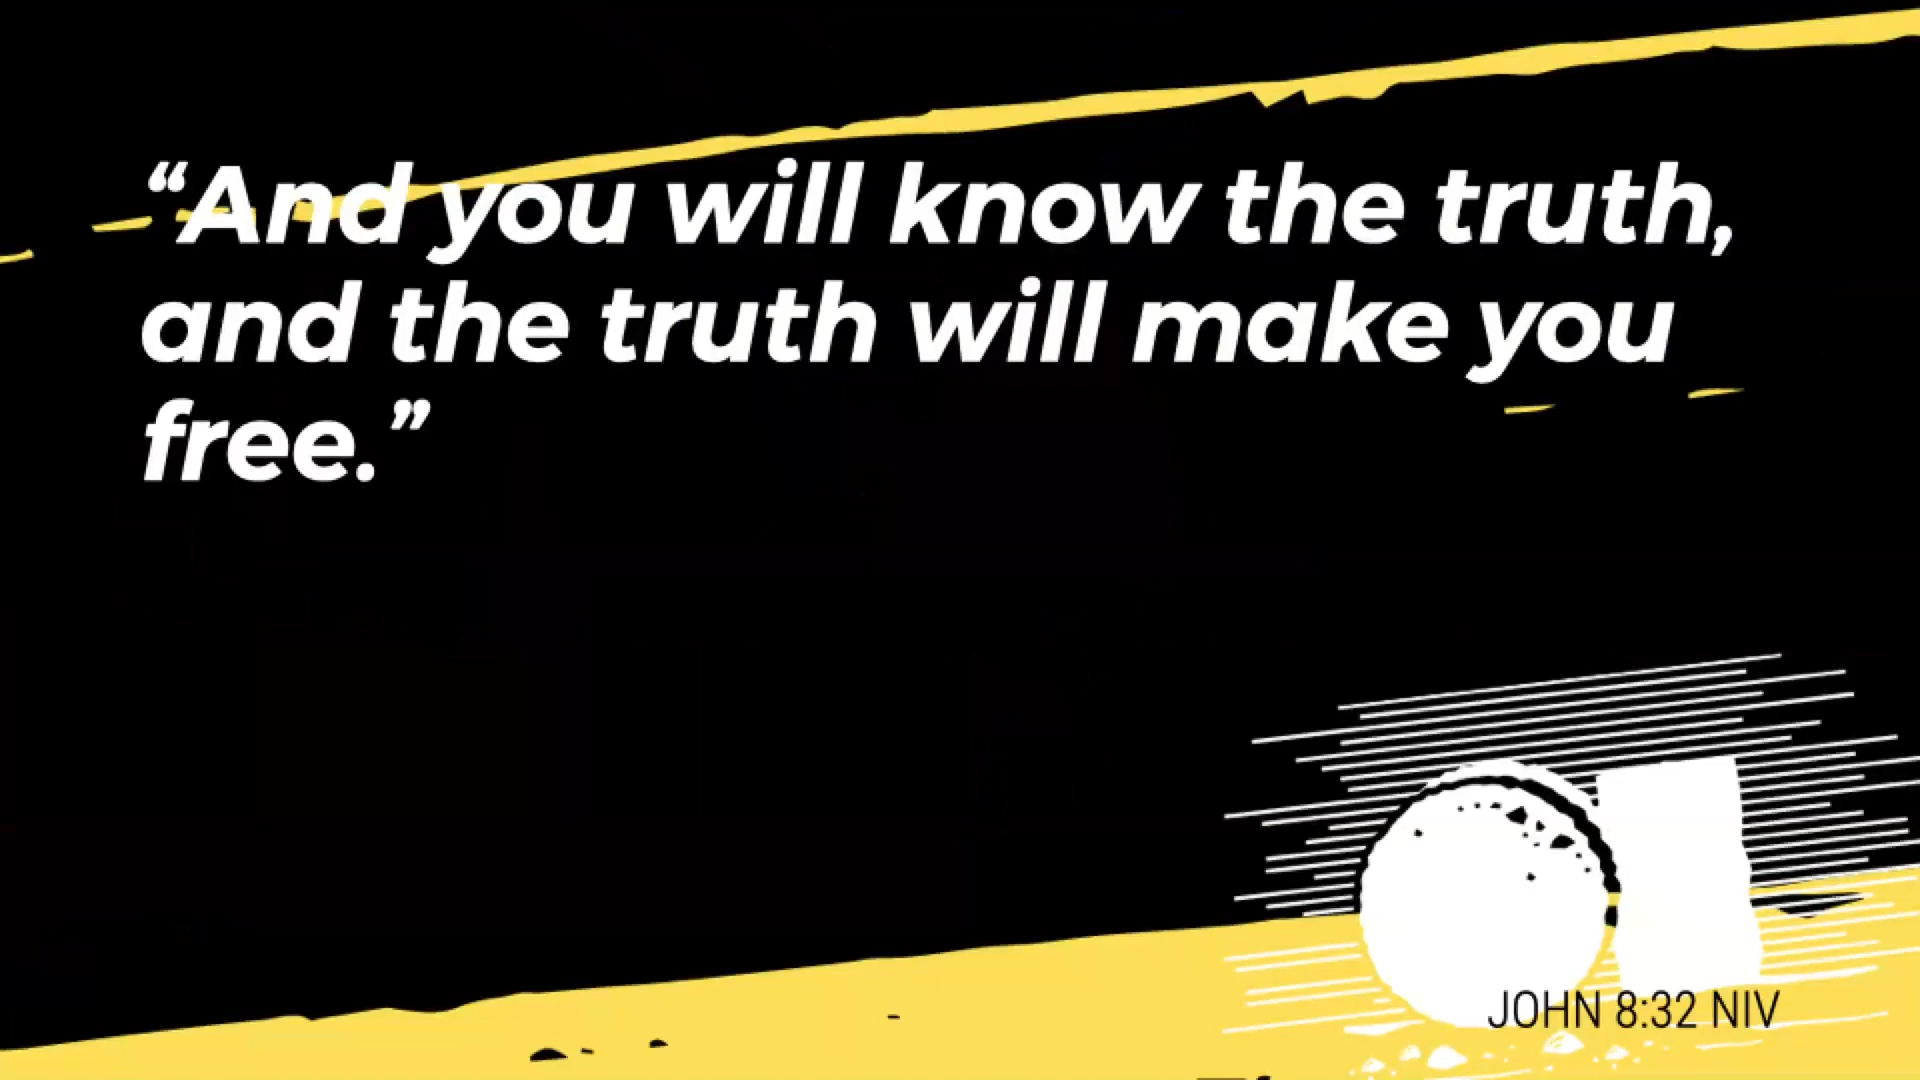 “And you will know the truth,
and the truth will make you
free.”
JOHN 8:32 NIV